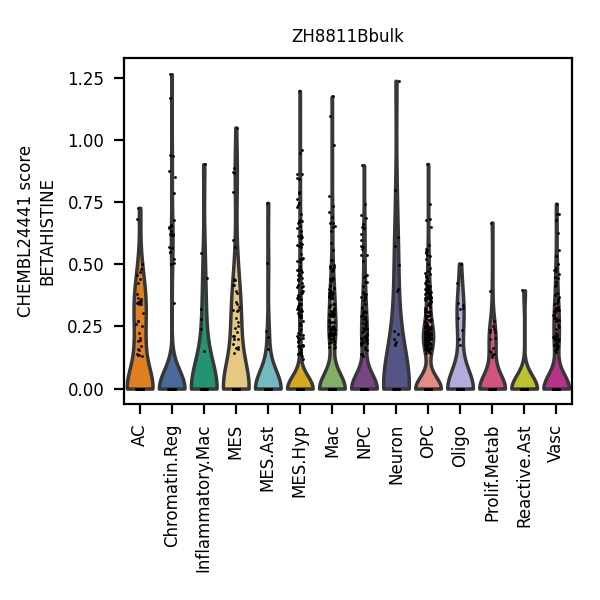 ZH8811Bbulk
CHEMBL24441 score
BETAHISTINE
1.25
1.00
0.75
0.50
0.25
0.00
AC
Chromatin.Reg
Inflammatory.Mac
MES
MES.Ast
MES.Hyp
Mac
NPC
Neuron
OPC
Oligo
Prolif.Metab
Reactive.Ast
Vasc